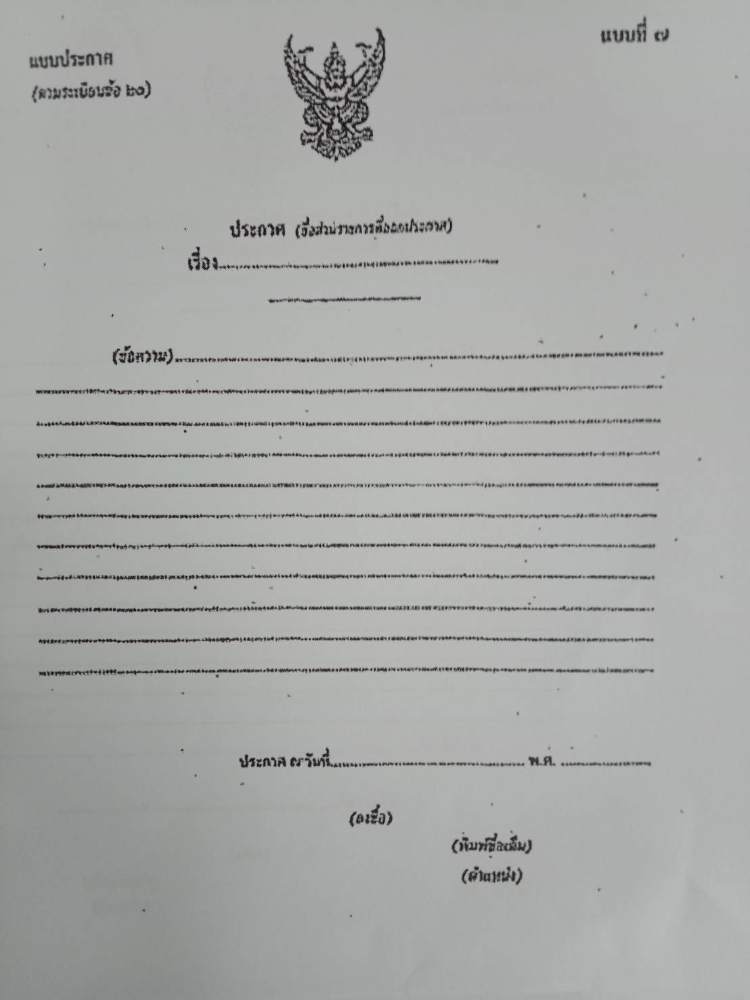 แบบที่ ๗
แบบประกาศ
(ตามระเบียบข้อ ๒๐)
ประกาศ (ชื่อส่วนราชการที่ออกประกาศ)
เรื่อง........................................................
(ข้อความ)........................................................
ประกาศ ณ วันที่........................................ พ.ศ. ....................
(ลงชื่อ)
(พิมพ์ชื่อเต็ม)
(ตำแหน่ง)